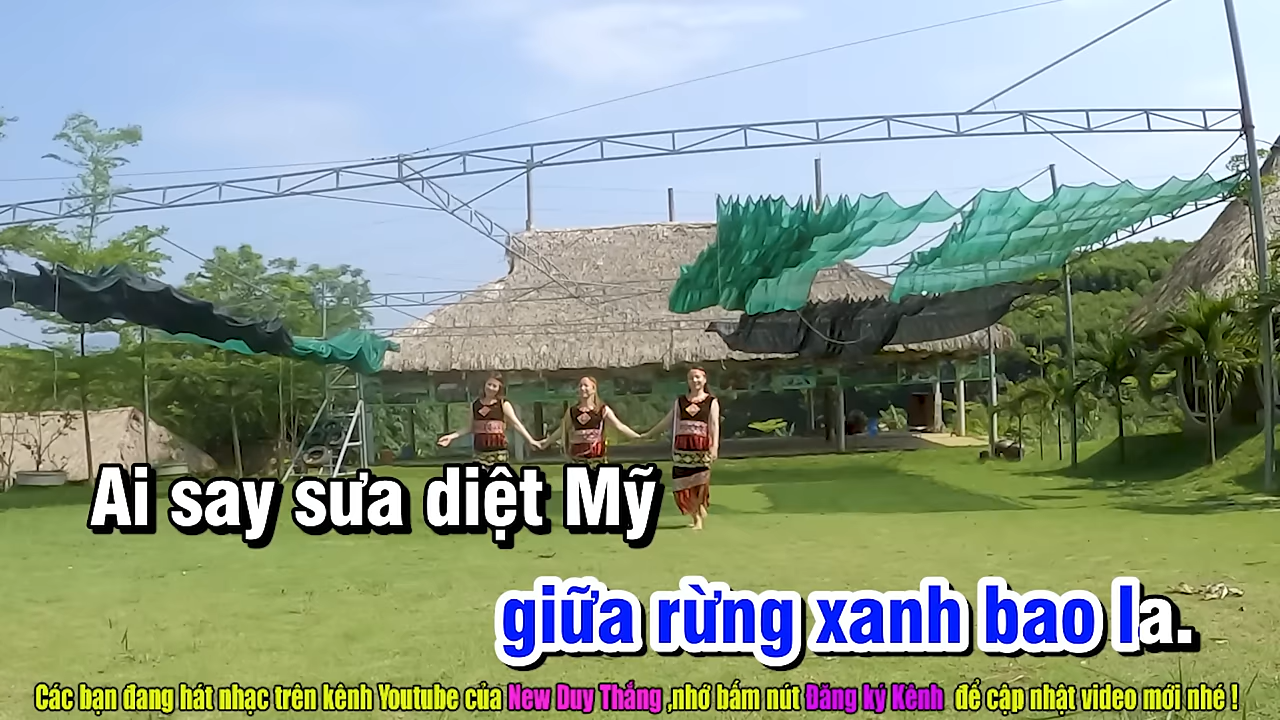 Ai say sưa diệt Mỹ
giữa rừng xanh bao la.
Các bạn đang hát nhạc trên kênh Youtube của New Duy Thắng ,nhớ bấm nút Đăng ký Kênh để cập nhật video mới nhé !